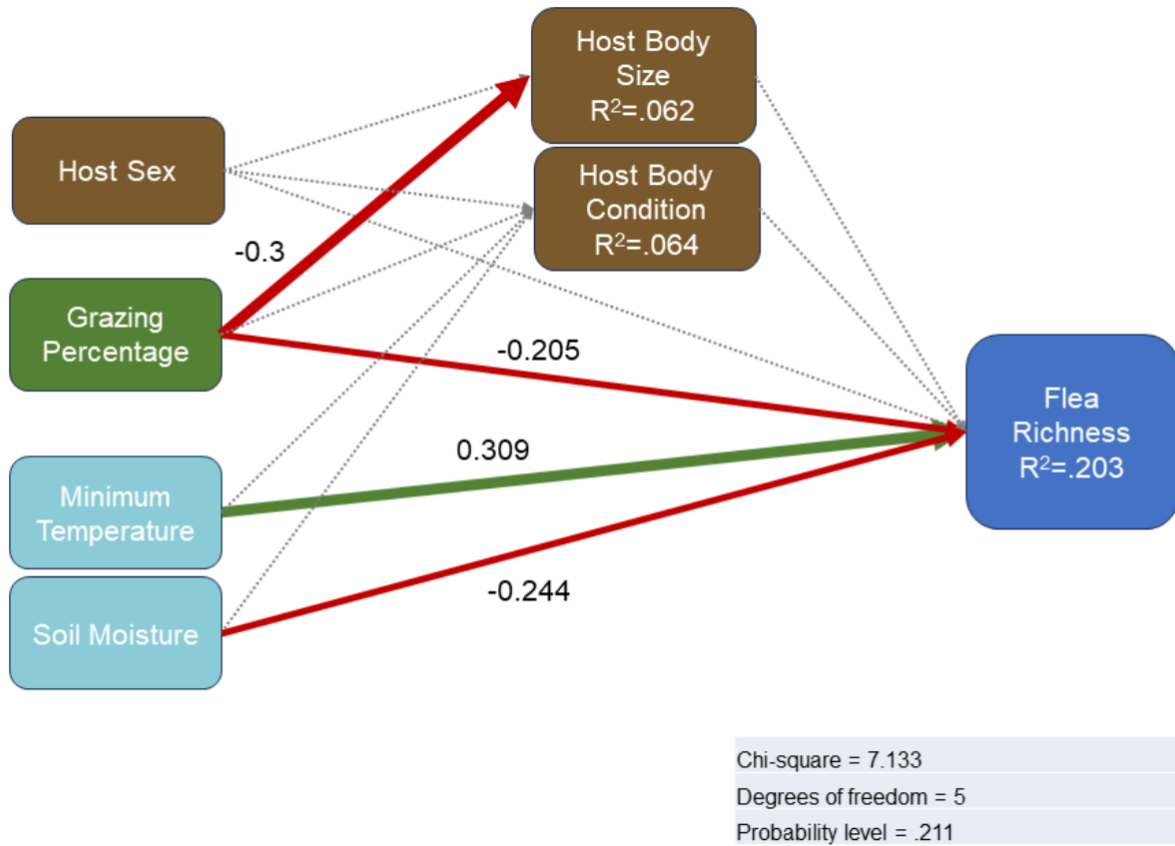 Host Body
Size
R²=.062
Host Sex
Host Body
Condition
R²=.064
-0.3
Grazing
Percentage
-0.205
Flea
Richness
R²=.203
0.309
Minimum
Temperature
-0.244
Soil Moisture
Chi-square = 7.133
Degrees of freedom = 5
Probability level = .211